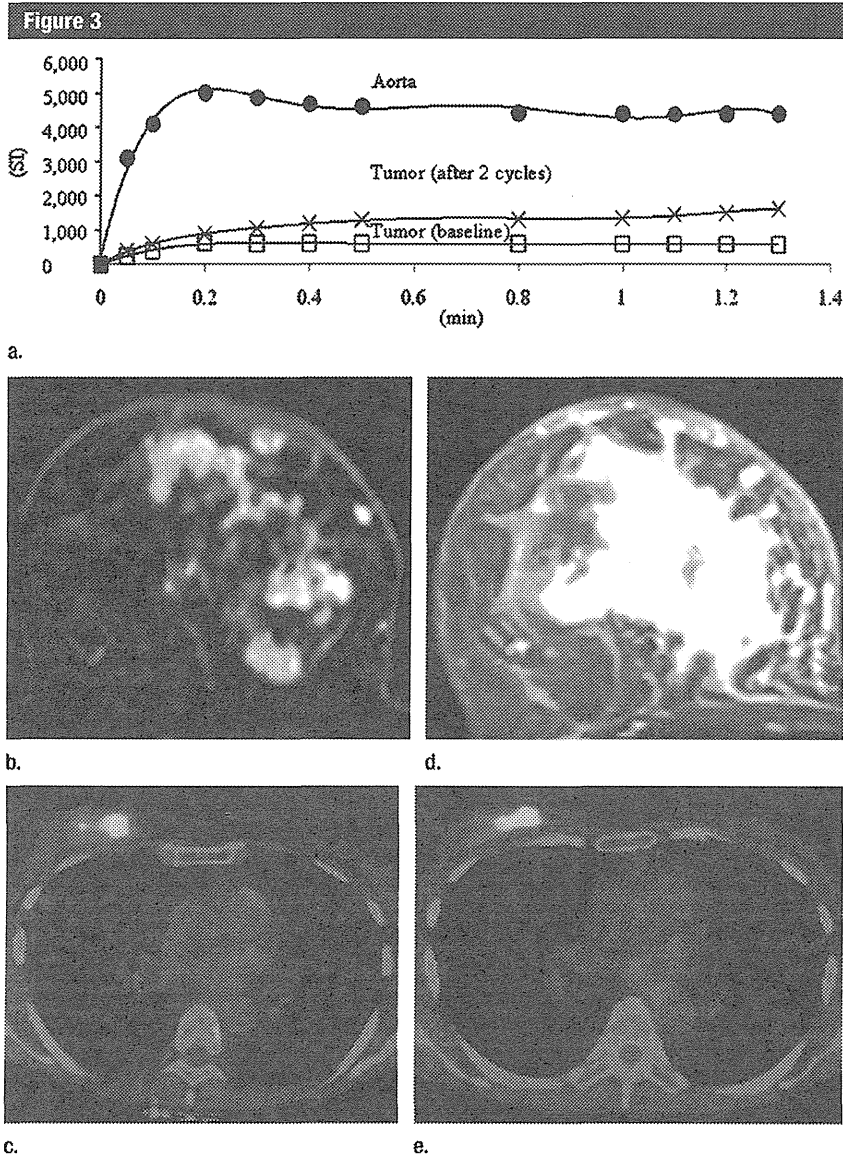 Figure 3
6,000
5,000
4,000
3,000
2,000
1,000
0
(SI)
Aorta
Tumor (after 2 cycles)
Tumor (baseline)
0 0.2 0.4 0.6 0.8 1 1.2 1.4
(min)
a.
b.
d.
c.
e.